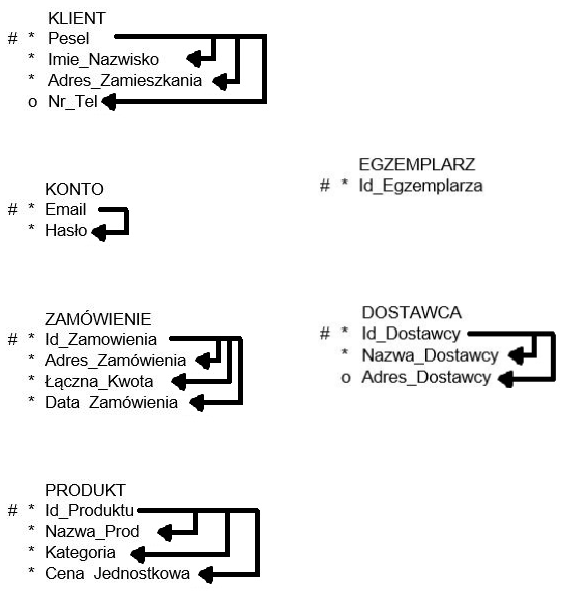 KLIENT
# * Pesel
* Imie_Nazwisko
* Adres_Zamieszkania
o Nr_Tel
KONTO
# * Email
* Hasło
ZAMÓWIENIE
# * Id_Zamowienia
* Adres_Zamówienia
* Łączna_Kwota
* Data Zamówienia
PRODUKT
# * Id_Produktu
* Nazwa_Prod
* Kategoria
* Cena Jednostkowa
EGZEMPLARZ
# * Id_Egzemplarza
DOSTAWCA
# * Id_Dostawcy
* Nazwa_Dostawcy
o Adres_Dostawcy